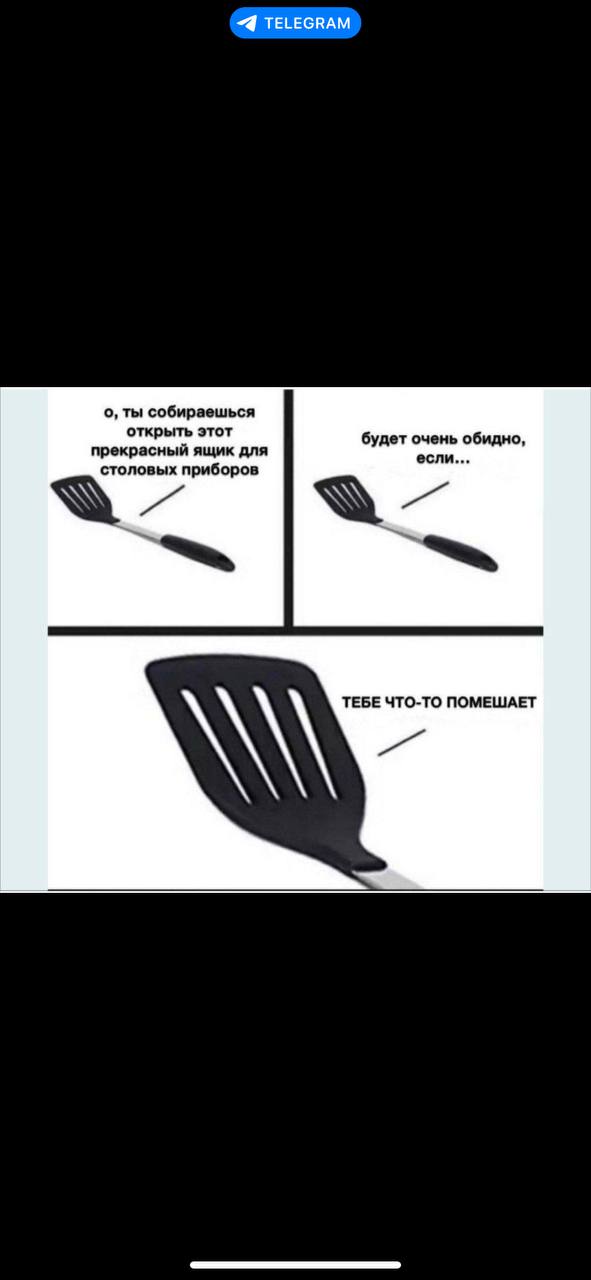 TELEGRAM
о, ты собираешься
открыть этот
прекрасный ящик для
столовых приборов
будет очень обидно,
если...
ТЕБЕ ЧТО-ТО ПОМЕШАЕТ